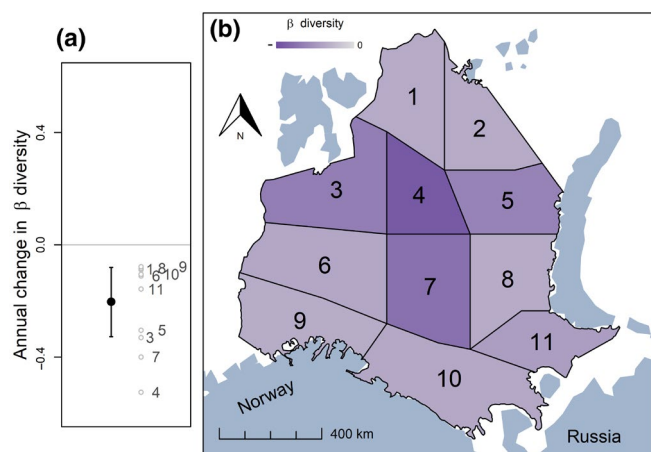 (a)
Annual change in β diversity
0.4
0.0
−0.4
1 8 9
6 10
11
5
3
7
4
(b)
β diversity
− 0
N
1
2
3
4
5
6
7
8
9
10
11
Norway
400 km
Russia